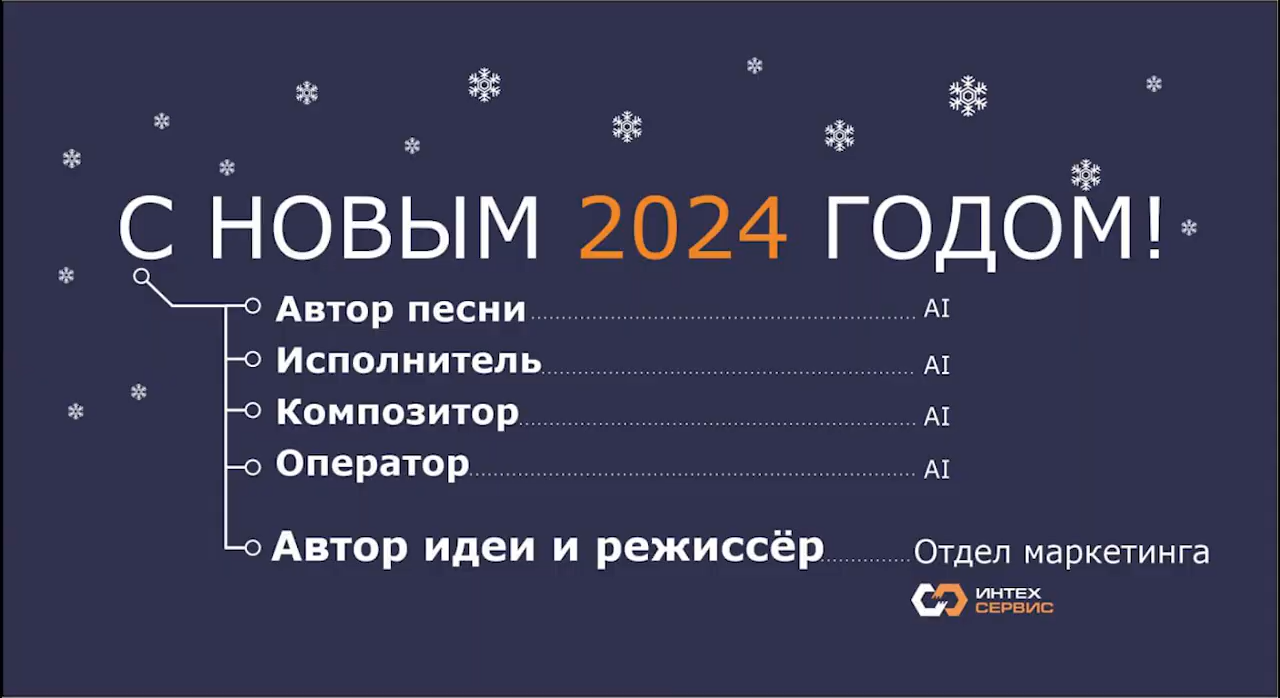 С НОВЫМ 2024 ГОДОМ!
Автор песни AI
Исполнитель AI
Композитор AI
Оператор AI
Автор идеи и режиссёр Отдел маркетинга
ИНТЕХ
СЕРВИС